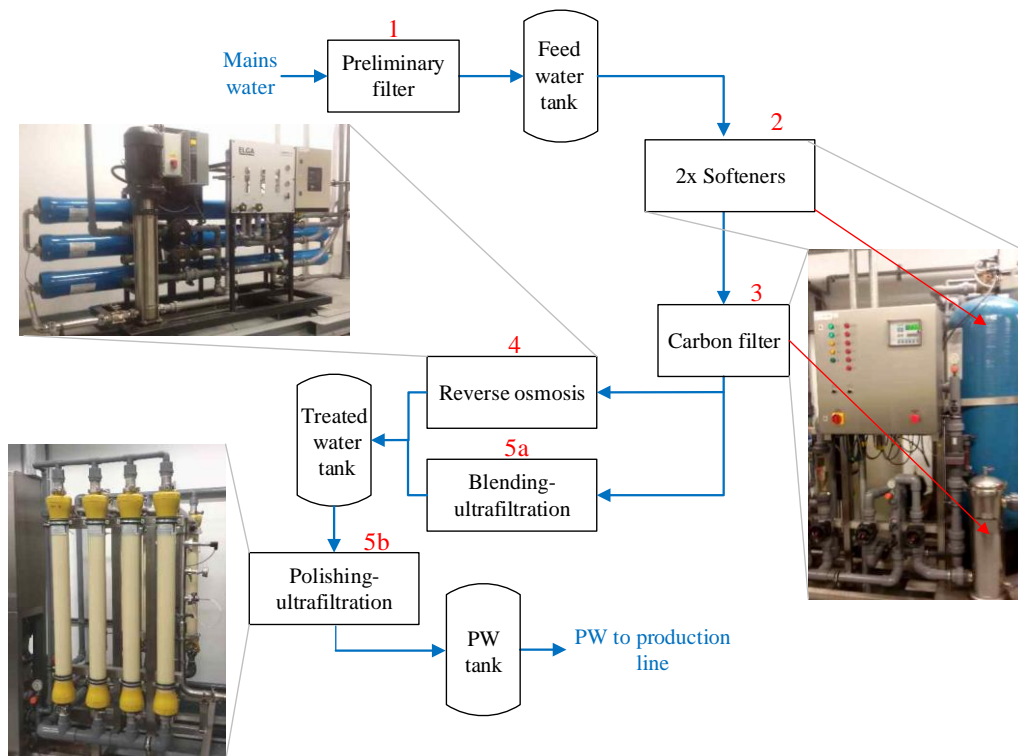 1
Mains
water
Preliminary
filter
Feed
water
tank
2
2x Softeners
ELGA
3
Carbon filter
4
Reverse osmosis
Treated
water
tank
5a
Blending-
ultrafiltration
5b
Polishing-
ultrafiltration
PW
tank
PW to production
line